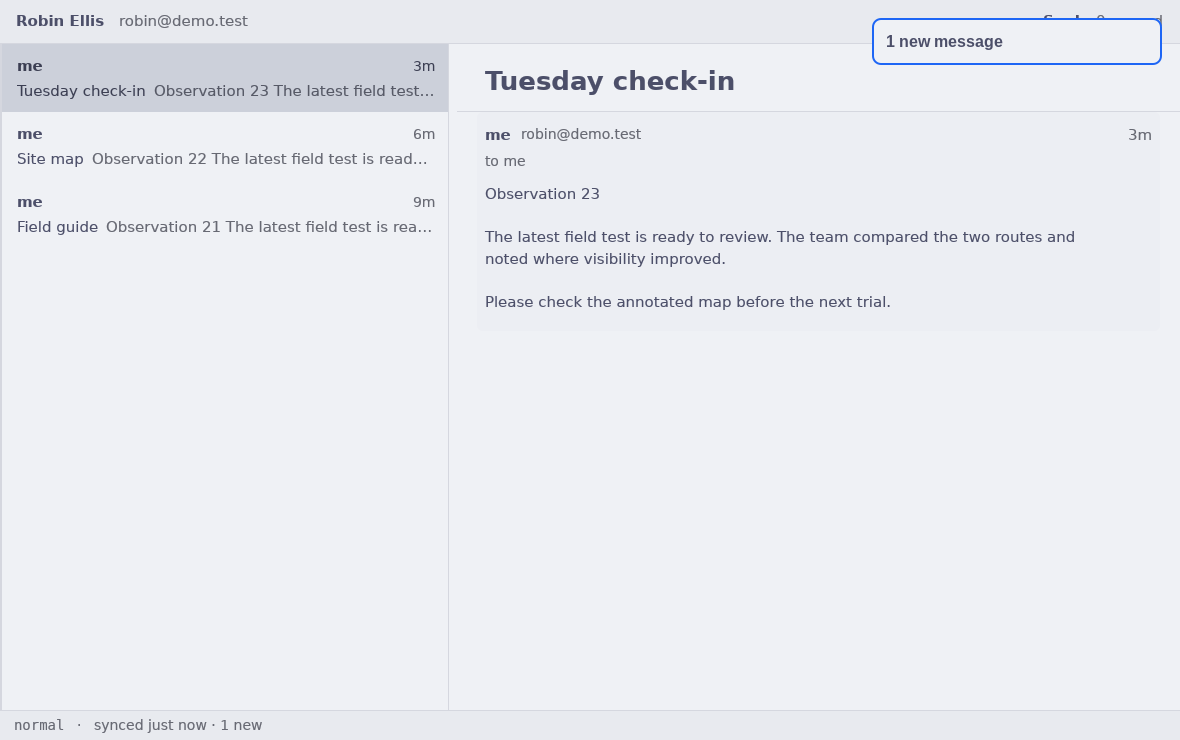 Robin Ellis robin@demo.test
1 new message
me 3m
Tuesday check-in Observation 23 The latest field test…
me 6m
Site map Observation 22 The latest field test is read…
me 9m
Field guide Observation 21 The latest field test is rea…
Tuesday check-in
me robin@demo.test 3m
to me
Observation 23
The latest field test is ready to review. The team compared the two routes and
noted where visibility improved.
Please check the annotated map before the next trial.
normal · synced just now · 1 new